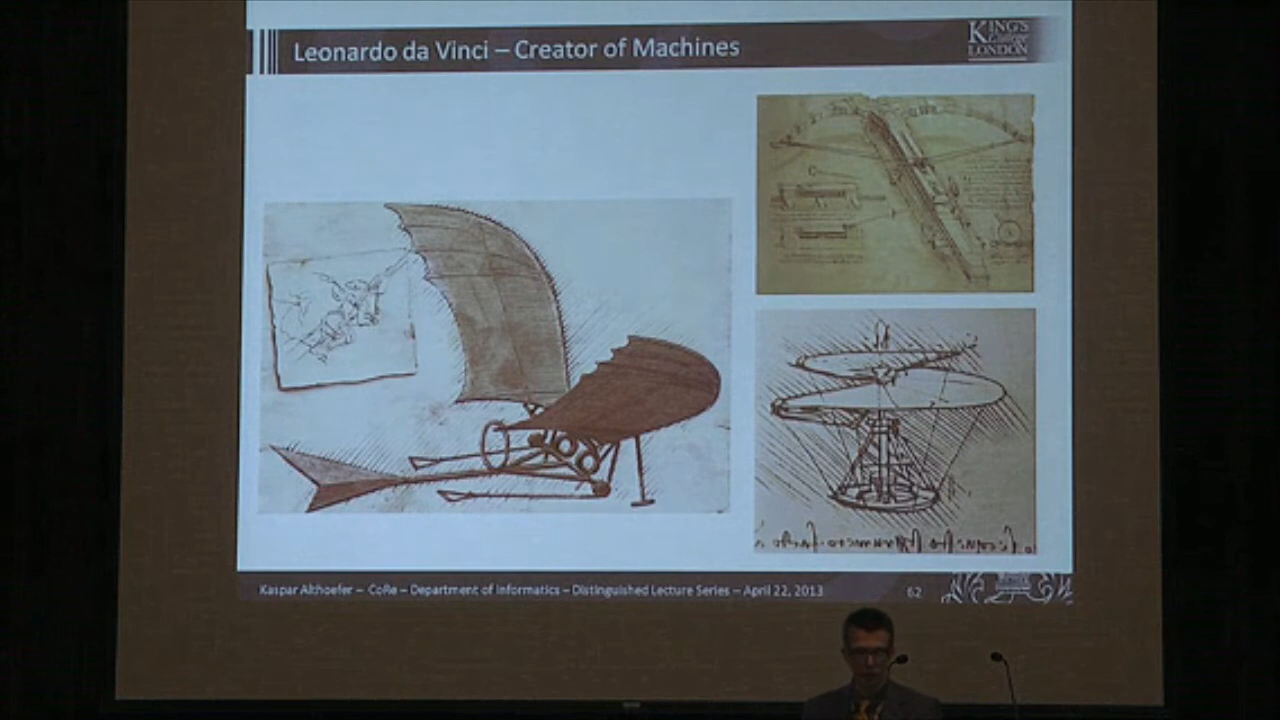 Leonardo da Vinci – Creator of Machines
KING'S
College
LONDON
Kaspar Althoefer – CoRe – Department of Informatics – Distinguished Lecture Series – April 22, 2013
62